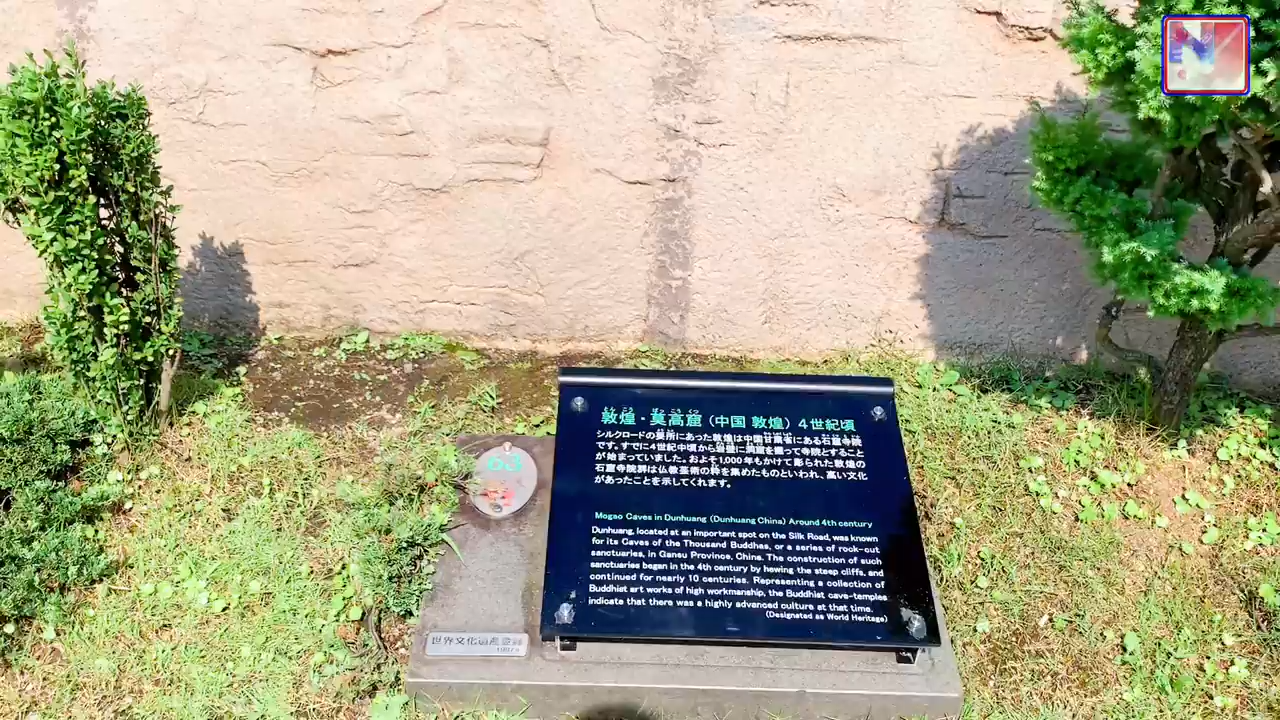 敦煌・莫高窟（中国 敦煌）4世紀頃
シルクロードの要所にあった敦煌は中国甘粛省にある石窟寺院
です。すでに4世紀中頃から岩壁に洞窟を掘って寺院とすること
が始まっていました。およそ1,000年もかけて彫られた敦煌の
石窟寺院群は仏教芸術の粋を集めたものといわれ、高い文化
があったことを示してくれます。
Mogao Caves in Dunhuang (Dunhuang China) Around 4th century
Dunhuang, located at an important spot on the Silk Road, was known
for its Caves of the Thousand Buddhas, or a series of rock-cut
sanctuaries, in Gansu Province, China. The construction of such
sanctuaries began in the 4th century by hewing the steep cliffs, and
continued for nearly 10 centuries. Representing a collection of
Buddhist art works of high workmanship, the Buddhist cave-temples
indicate that there was a highly advanced culture at that time.
(Designated as World Heritage)
63
世界文化遺産登録